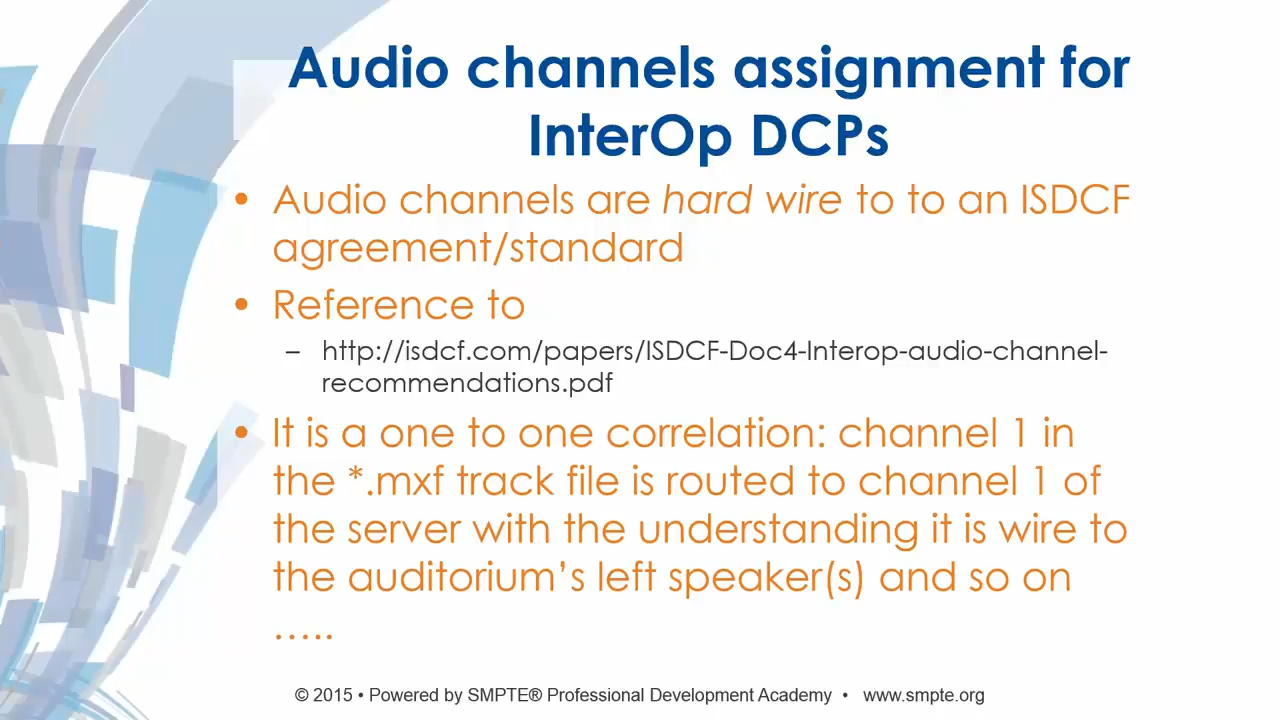 Audio channels assignment for
InterOp DCPs
• Audio channels are hard wire to to an ISDCF
agreement/standard
• Reference to
– http://isdcf.com/papers/ISDCF-Doc4-Interop-audio-channel-
recommendations.pdf
• It is a one to one correlation: channel 1 in
the *.mxf track file is routed to channel 1 of
the server with the understanding it is wire to
the auditorium’s left speaker(s) and so on
…..
© 2015 • Powered by SMPTE® Professional Development Academy • www.smpte.org